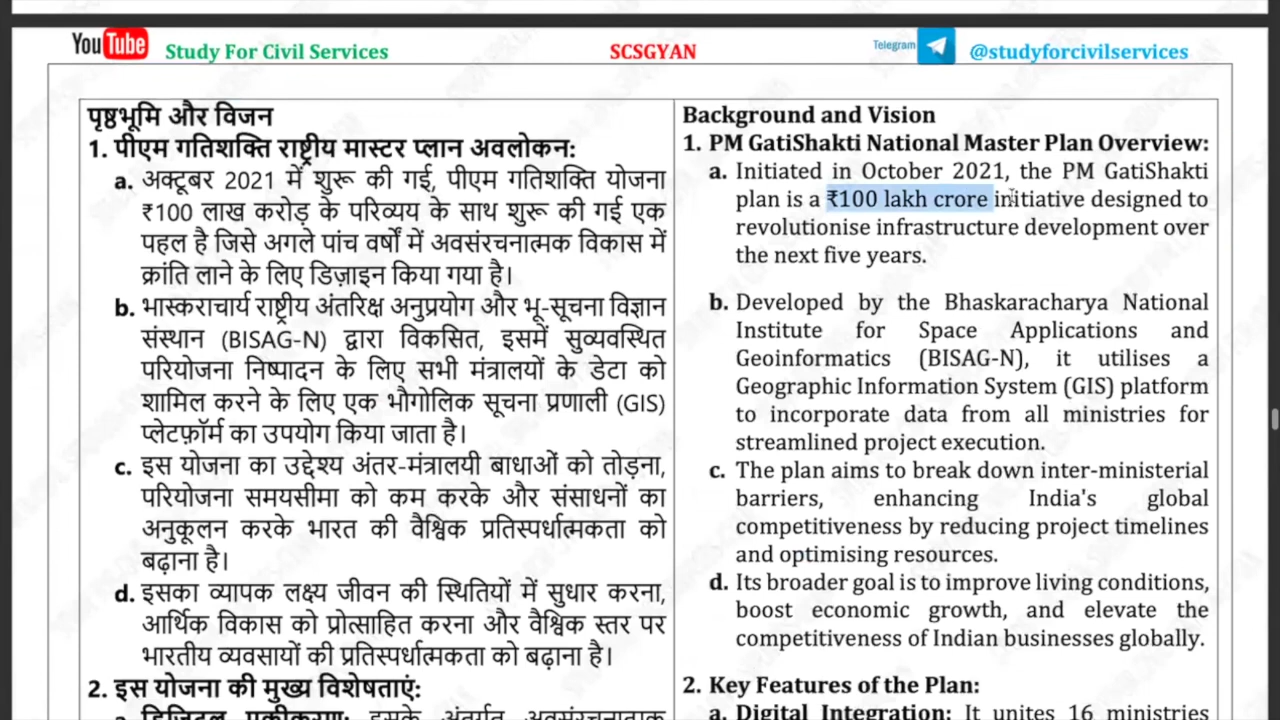 YouTube Study For Civil Services SCSGYAN Telegram @studyforcivilservices
पृष्ठभूमि और विजन
1. पीएम गतिशक्ति राष्ट्रीय मास्टर प्लान अवलोकन:
a. अक्टूबर 2021 में शुरू की गई, पीएम गतिशक्ति योजना
₹100 लाख करोड़ के परिव्यय के साथ शुरू की गई एक
पहल है जिसे अगले पांच वर्षों में अवसंरचनात्मक विकास में
क्रांति लाने के लिए डिज़ाइन किया गया है।
b. भास्कराचार्य राष्ट्रीय अंतरिक्ष अनुप्रयोग और भू-सूचना विज्ञान
संस्थान (BISAG-N) द्वारा विकसित, इसमें सुव्यवस्थित
परियोजना निष्पादन के लिए सभी मंत्रालयों के डेटा को
शामिल करने के लिए एक भौगोलिक सूचना प्रणाली (GIS)
प्लेटफ़ॉर्म का उपयोग किया जाता है।
c. इस योजना का उद्देश्य अंतर-मंत्रालयी बाधाओं को तोड़ना,
परियोजना समयसीमा को कम करके और संसाधनों का
अनुकूलन करके भारत की वैश्विक प्रतिस्पर्धात्मकता को
बढ़ाना है।
d. इसका व्यापक लक्ष्य जीवन की स्थितियों में सुधार करना,
आर्थिक विकास को प्रोत्साहित करना और वैश्विक स्तर पर
भारतीय व्यवसायों की प्रतिस्पर्धात्मकता को बढ़ाना है।
2. इस योजना की मुख्य विशेषताएं:
a. डिजिटल एकीकरण: इसके अंतर्गत अवसंरचनात्मक
Background and Vision
1. PM GatiShakti National Master Plan Overview:
a. Initiated in October 2021, the PM GatiShakti
plan is a ₹100 lakh crore initiative designed to
revolutionise infrastructure development over
the next five years.
b. Developed by the Bhaskaracharya National
Institute for Space Applications and
Geoinformatics (BISAG-N), it utilises a
Geographic Information System (GIS) platform
to incorporate data from all ministries for
streamlined project execution.
c. The plan aims to break down inter-ministerial
barriers, enhancing India's global
competitiveness by reducing project timelines
and optimising resources.
d. Its broader goal is to improve living conditions,
boost economic growth, and elevate the
competitiveness of Indian businesses globally.
2. Key Features of the Plan:
a. Digital Integration: It unites 16 ministries